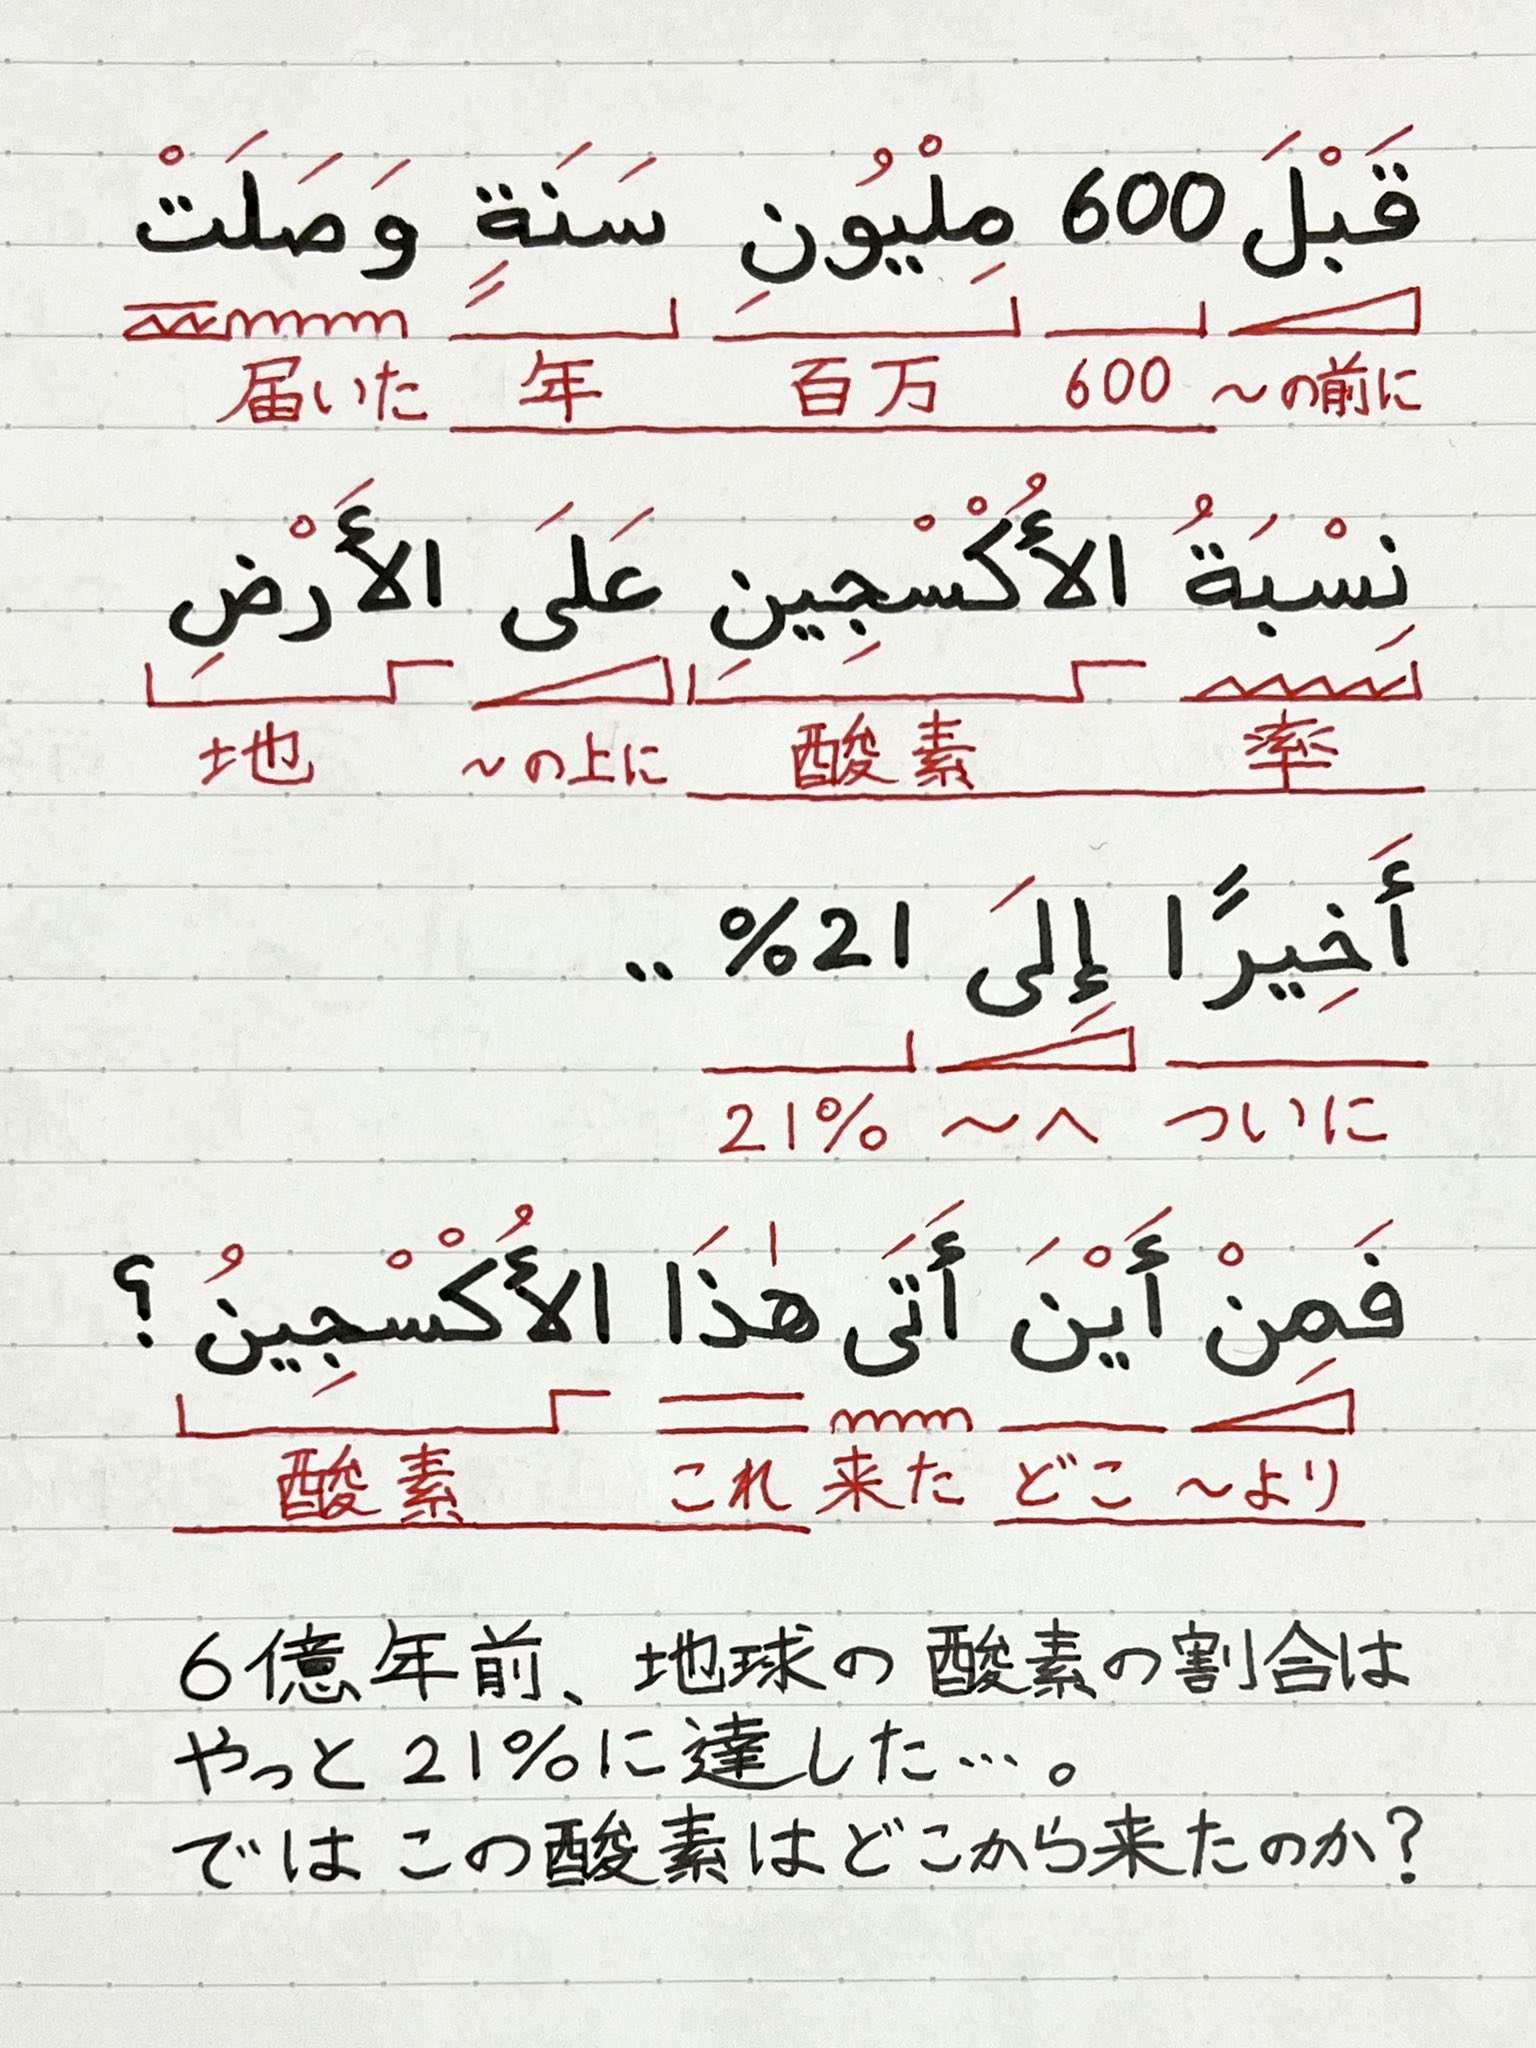 قَبْلَ 600 مِلْيُونِ سَنَةٍ وَصَلَتْ
～の前に 600 百万 年 届いた
نِسْبَةُ الأُكْسْجِينِ عَلَى الأَرْضِ
率 酸素 ～の上に 地
أَخِيرًا إِلَى 21% ..
ついに ～へ 21%
فَمِنْ أَيْنَ أَتَى هٰذَا الأُكْسْجِينُ ؟
～より どこ 来た これ 酸素
6億年前、地球の酸素の割合は
やっと21%に達した…。
ではこの酸素はどこから来たのか?